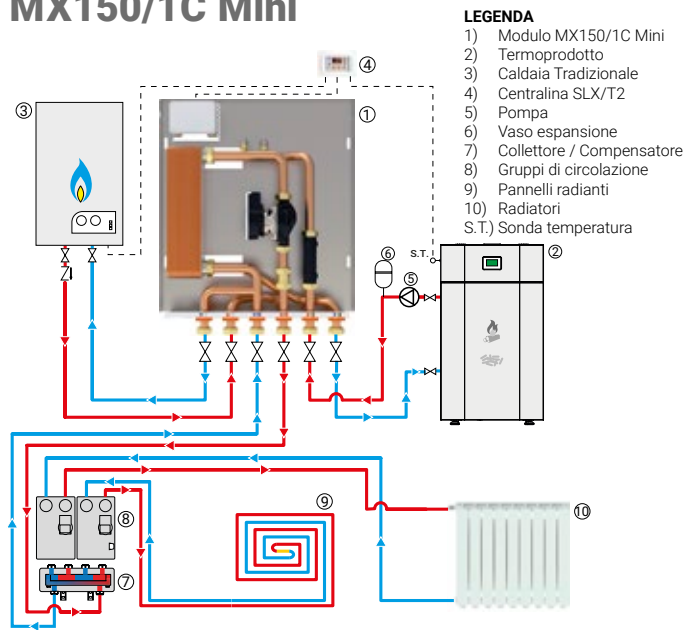 MX150/1C Mini
LEGENDA
1) Modulo MX150/1C Mini
2) Termoprodotto
3) Caldaia Tradizionale
4) Centralina SLX/T2
5) Pompa
6) Vaso espansione
7) Collettore / Compensatore
8) Gruppi di circolazione
9) Pannelli radianti
10) Radiatori
S.T.) Sonda temperatura
4
3
1
6
S.T.
2
5
9
10
8
7